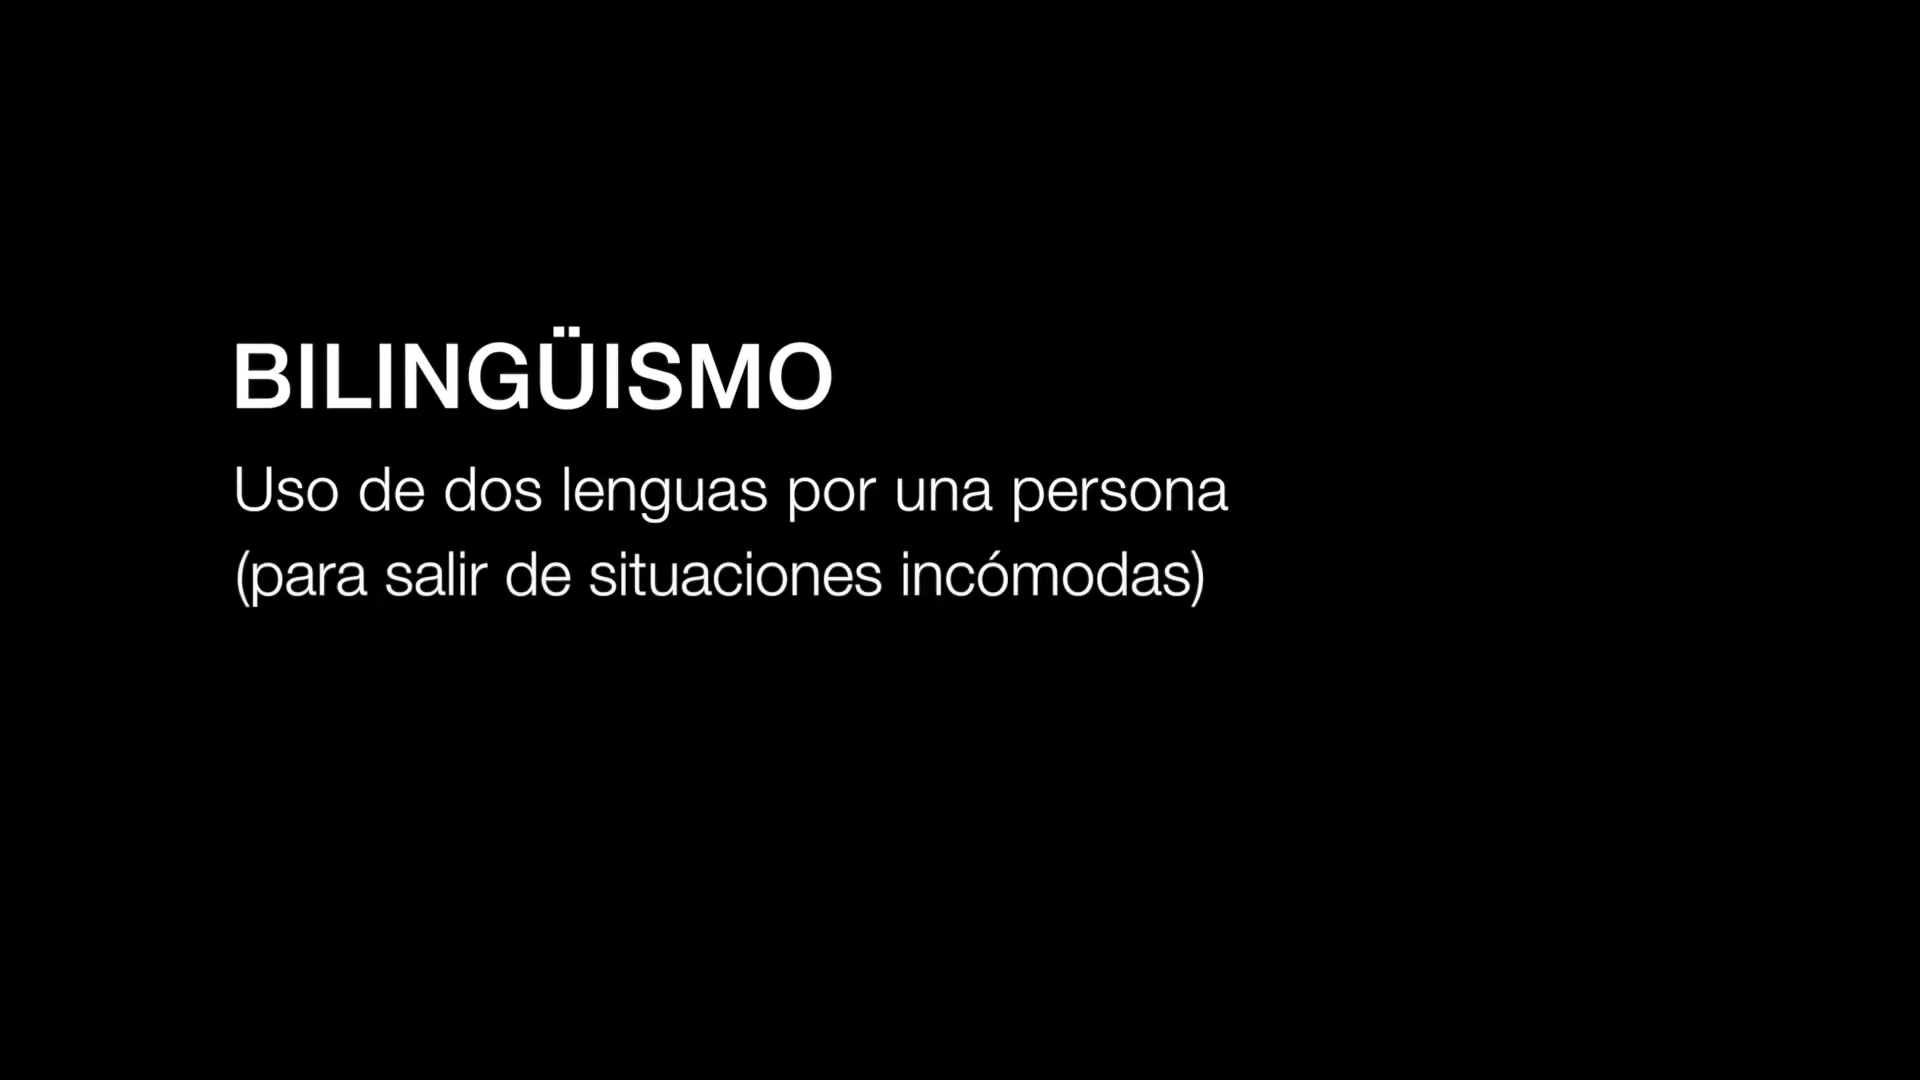 BILINGÜISMO
Uso de dos lenguas por una persona
(para salir de situaciones incómodas)